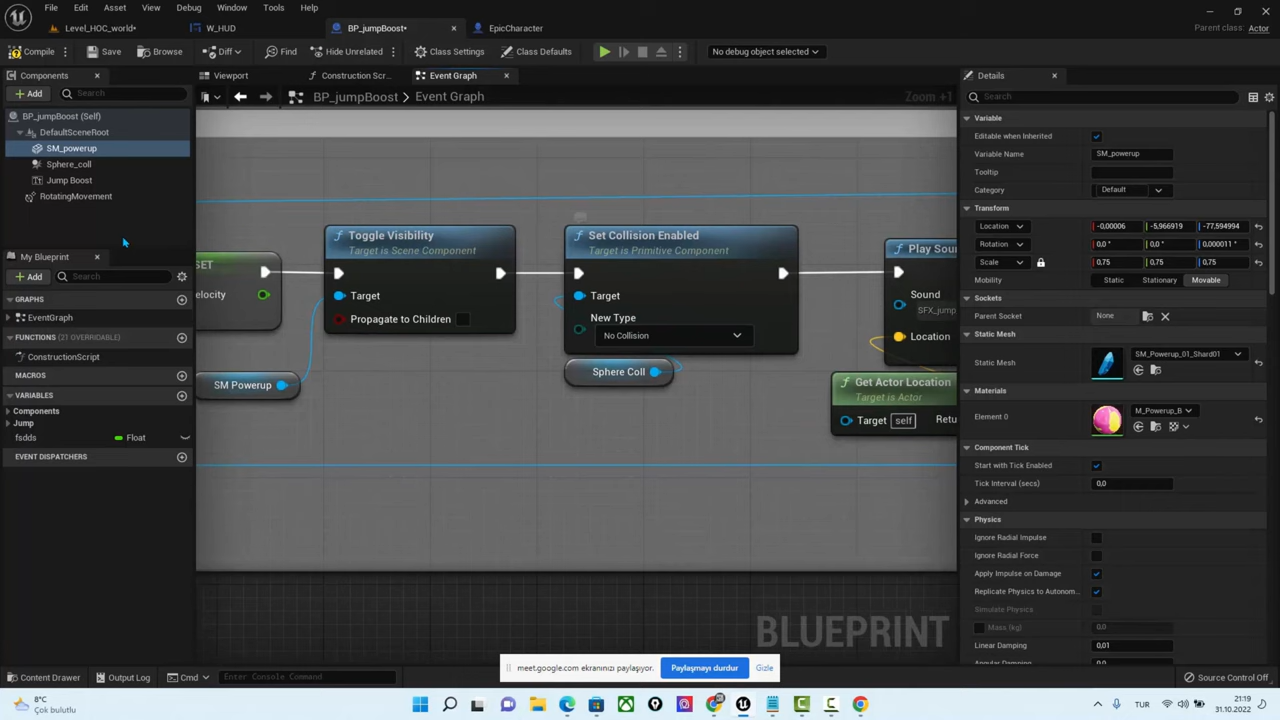 File Edit Asset View Debug Window Tools Help
Level_HOC_world*
W_HUD
BP_jumpBoost*
EpicCharacter
Parent class: Actor
Compile
Save
Browse
Diff
Find
Hide Unrelated
Class Settings
Class Defaults
No debug object selected
Components
Add
Search
BP_jumpBoost (Self)
DefaultSceneRoot
SM_powerup
Sphere_coll
Jump Boost
RotatingMovement
My Blueprint
Add
Search
GRAPHS
EventGraph
FUNCTIONS (21 OVERRIDABLE)
ConstructionScript
MACROS
VARIABLES
Components
Jump
fsdds Float
EVENT DISPATCHERS
Viewport
Construction Scr...
Event Graph
BP_jumpBoost > Event Graph
Zoom +1
SET
elocity
SM Powerup
Toggle Visibility
Target is Scene Component
Target
Propagate to Children
Set Collision Enabled
Target is Primitive Component
Target
New Type
No Collision
Sphere Coll
Play Sou
Sound
SFX_jump
Location
Get Actor Location
Target is Actor
Target self Retu
BLUEPRINT
Details
Search
Variable
Editable when Inherited
Variable Name SM_powerup
Tooltip
Category Default
Transform
Location -0,00006 -5,966919 -77,594994
Rotation 0,0 ° 0,0 ° 0,000011 °
Scale 0,75 0,75 0,75
Mobility Static Stationary Movable
Sockets
Parent Socket None
Static Mesh
Static Mesh SM_Powerup_01_Shard01
Materials
Element 0 M_Powerup_B
Component Tick
Start with Tick Enabled
Tick Interval (secs) 0,0
Advanced
Physics
Ignore Radial Impulse
Ignore Radial Force
Apply Impulse on Damage
Replicate Physics to Autonom...
Simulate Physics
Mass (kg) 0,0
Linear Damping 0,01
Angular Damping 0,0
meet.google.com ekranınızı paylaşıyor.
Paylaşmayı durdur
Gizle
Content Drawer
Output Log
Cmd
Enter Console Command
Source Control Off
8°C
Çok bulutlu
TUR
21:19
31.10.2022